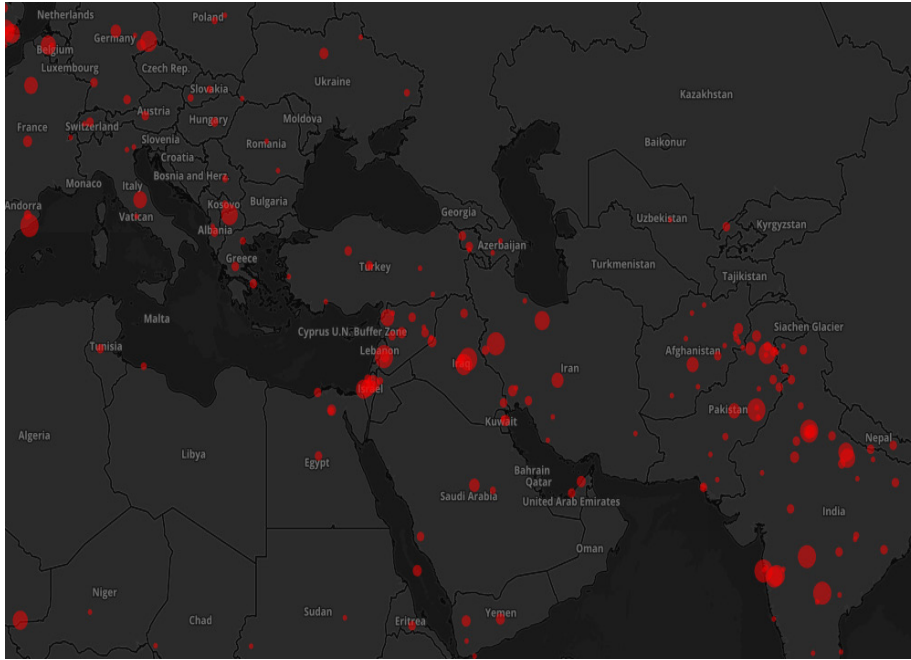 Netherlands
Poland
Germany
Belgium
Luxembourg
Czech Rep.
Ukraine
Kazakhstan
Slovakia
Austria
France
Switzerland
Hungary
Moldova
Slovenia
Romania
Baikonur
Croatia
Monaco
Italy
Bosnia and Herz.
Andorra
Kosovo
Bulgaria
Vatican
Georgia
Uzbekistan
Kyrgyzstan
Albania
Azerbaijan
Greece
Turkey
Turkmenistan
Tajikistan
Malta
Cyprus U.N. Buffer Zone
Siachen Glacier
Tunisia
Lebanon
Iraq
Iran
Afghanistan
Israel
Pakistan
Kuwait
Algeria
Libya
Egypt
Nepal
Bahrain
Qatar
Saudi Arabia
United Arab Emirates
India
Oman
Niger
Chad
Sudan
Eritrea
Yemen